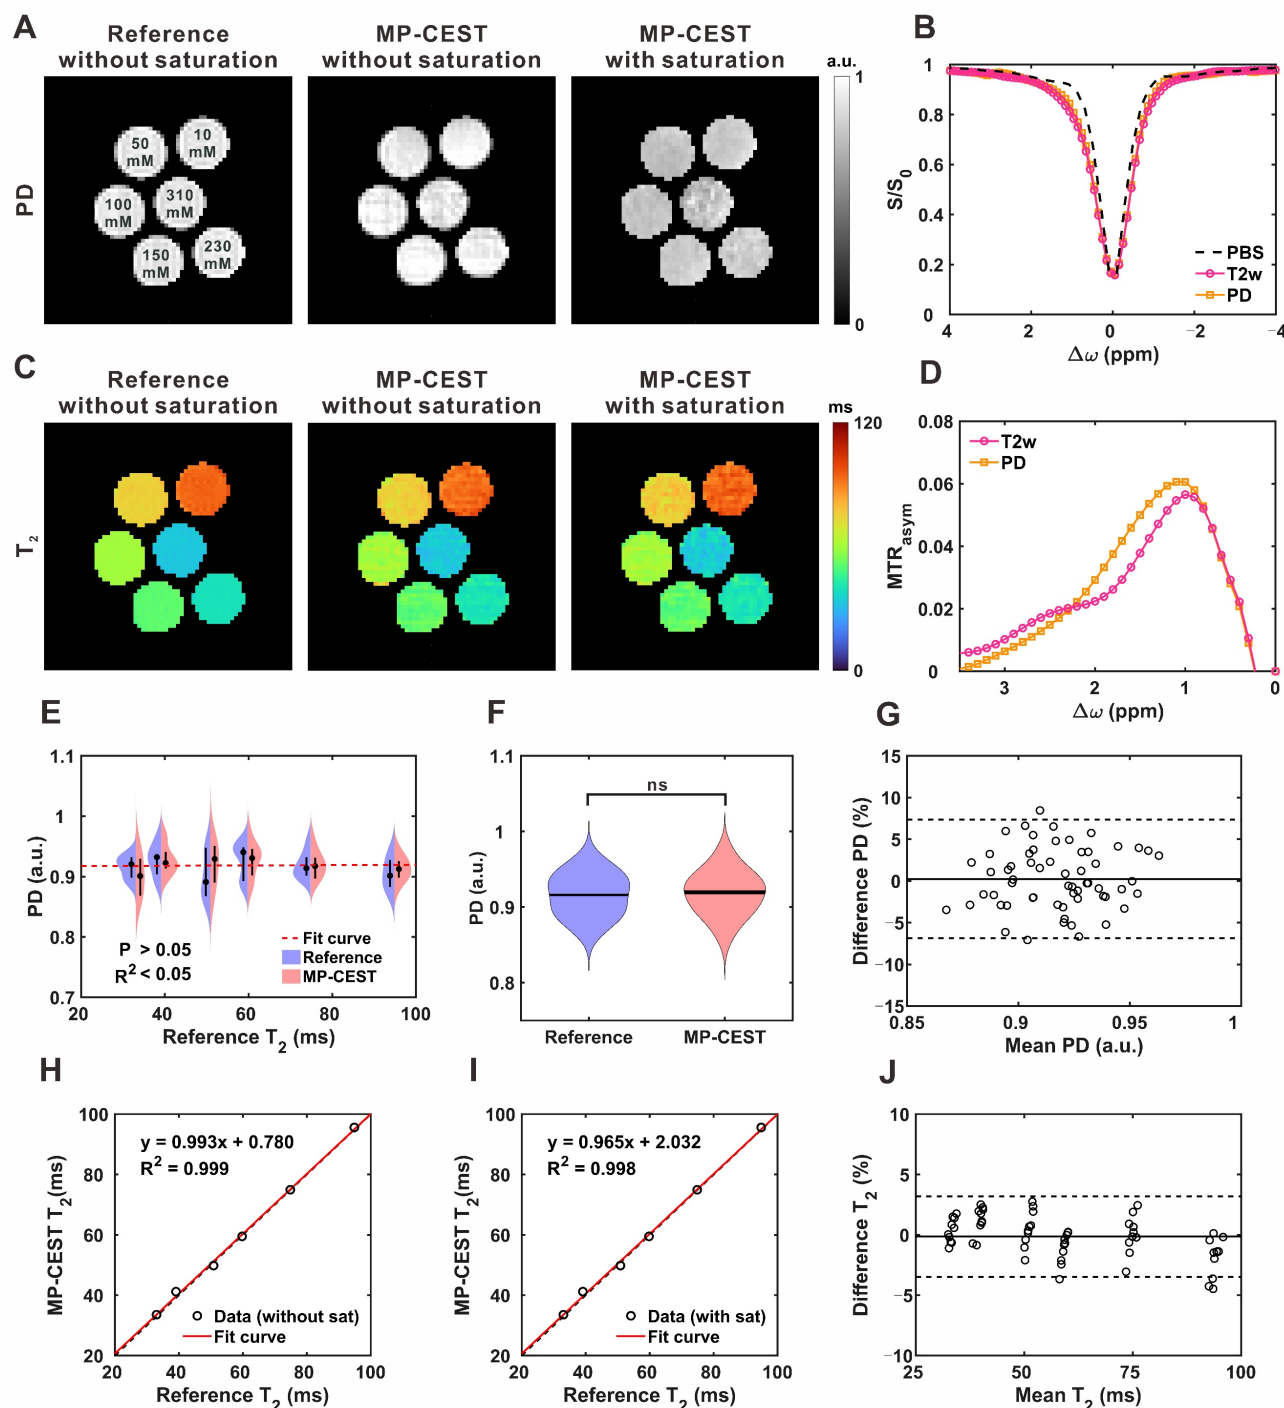 A
Reference
without saturation
MP-CEST
without saturation
MP-CEST
with saturation
a.u.
1
0
PD
50
mM
10
mM
100
mM
310
mM
150
mM
230
mM
B
1
0.8
0.6
0.4
0.2
0
S/S0
PBS
T2w
PD
4
2
0
−2
−4
Δω (ppm)
C
Reference
without saturation
MP-CEST
without saturation
MP-CEST
with saturation
ms
120
0
T2
D
0.08
0.06
0.04
0.02
0
MTRasym
T2w
PD
3
2
1
0
Δω (ppm)
E
1.1
1
0.9
0.8
0.7
PD (a.u.)
P > 0.05
R2 < 0.05
Fit curve
Reference
MP-CEST
20
40
60
80
100
Reference T2 (ms)
F
1.1
1
0.9
0.8
PD (a.u.)
ns
Reference
MP-CEST
G
15
10
5
0
−5
−10
−15
Difference PD (%)
0.85
0.9
0.95
1
Mean PD (a.u.)
H
100
80
60
40
20
MP-CEST T2(ms)
y = 0.993x + 0.780
R2 = 0.999
Data (without sat)
Fit curve
20
40
60
80
100
Reference T2 (ms)
I
100
80
60
40
20
MP-CEST T2(ms)
y = 0.965x + 2.032
R2 = 0.998
Data (with sat)
Fit curve
20
40
60
80
100
Reference T2 (ms)
J
10
5
0
−5
−10
Difference T2 (%)
25
50
75
100
Mean T2 (ms)